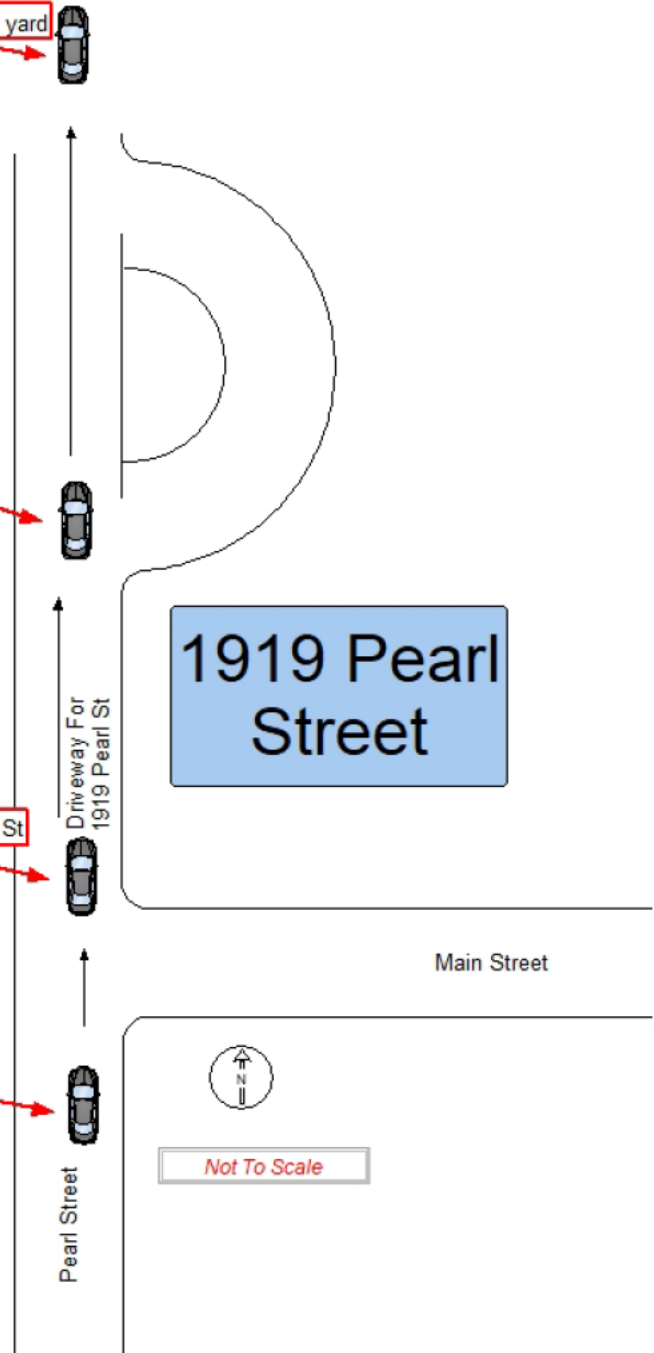 yard
1919 Pearl
Street
Driveway For
1919 Pearl St
St
Main Street
N
Not To Scale
Pearl Street